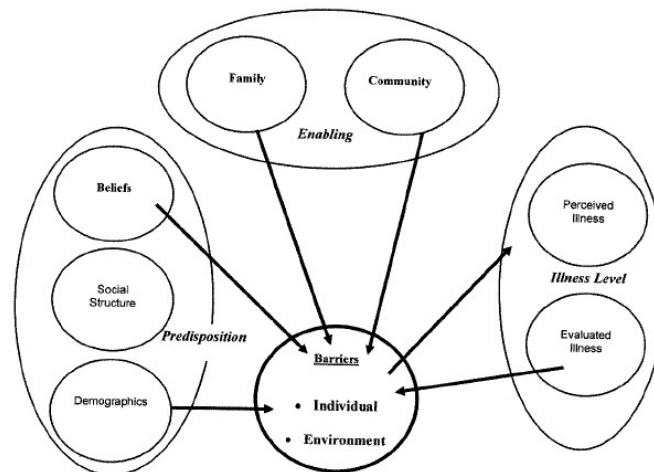 Family
Community
Enabling
Beliefs
Social
Structure
Predisposition
Demographics
Perceived
Illness
Illness Level
Evaluated
Illness
Barriers
• Individual
• Environment